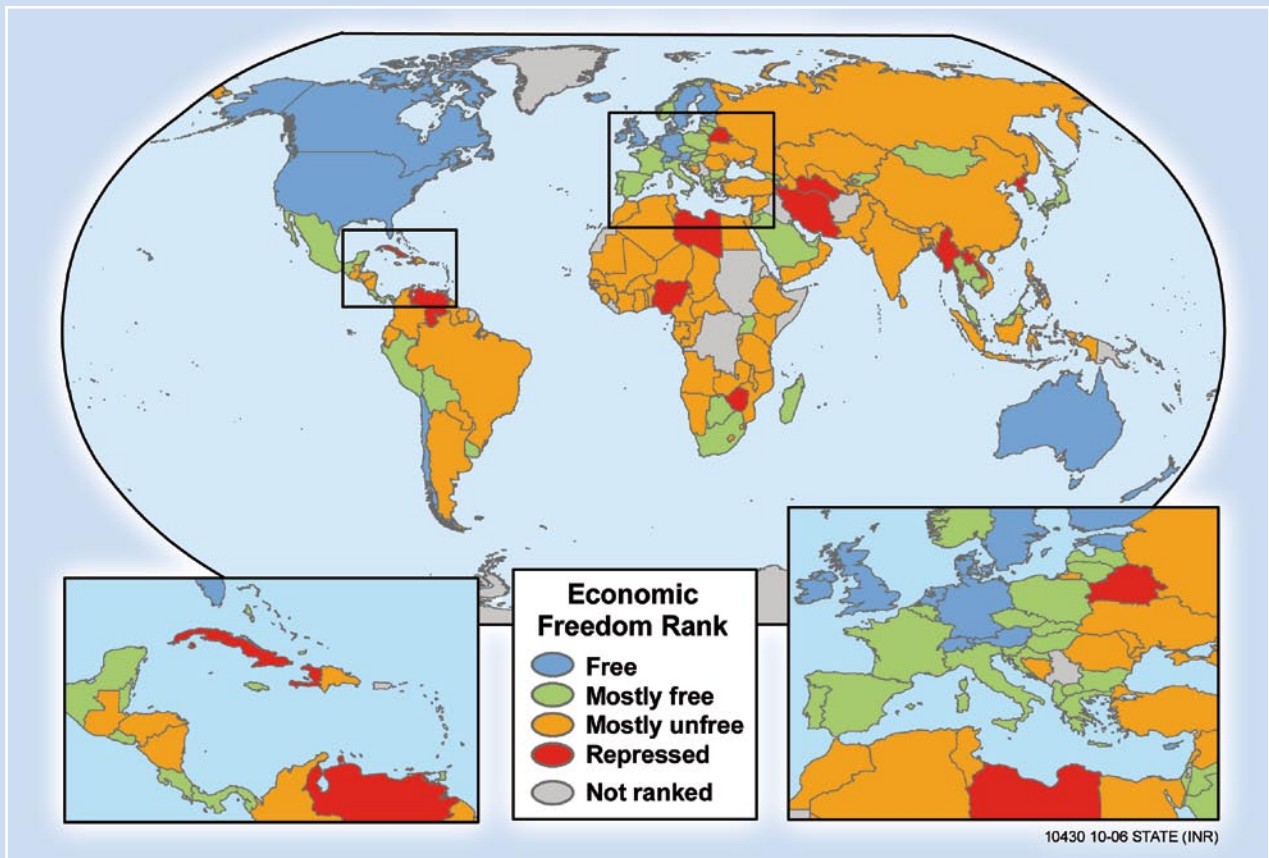 Economic
Freedom Rank
Free
Mostly free
Mostly unfree
Repressed
Not ranked
10430 10-06 STATE (INR)